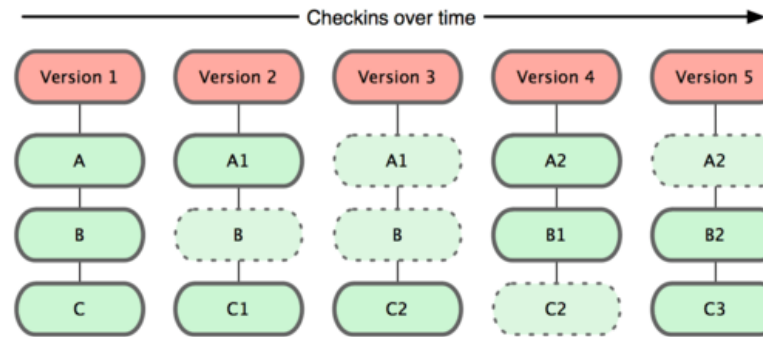 Checkins over time
Version 1 Version 2 Version 3 Version 4 Version 5
A A1 A1 A2 A2
B B B B1 B2
C C1 C2 C2 C3